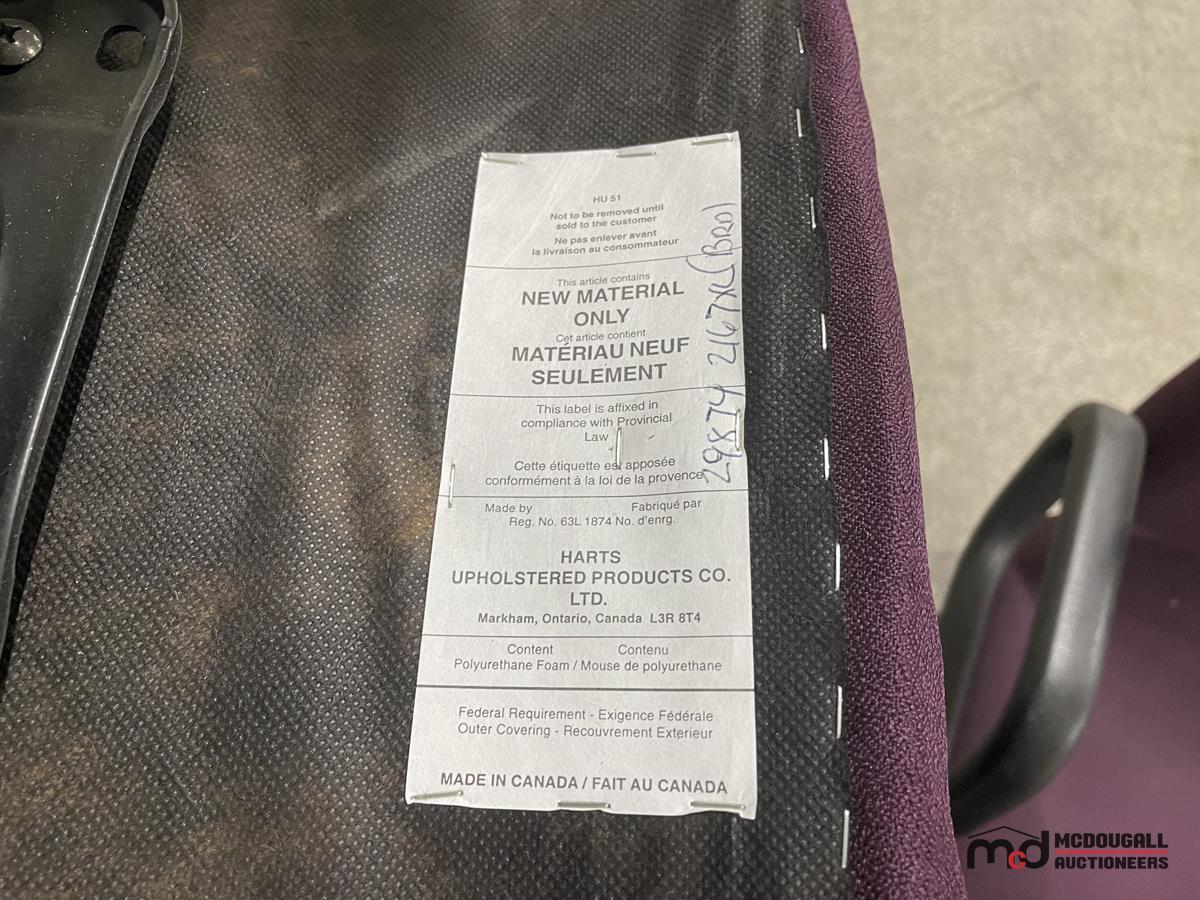 HU 51
Not to be removed until
sold to the customer
Ne pas enlever avant
la livraison au consommateur
This article contains
NEW MATERIAL
ONLY
Cet article contient
MATÉRIAU NEUF
SEULEMENT
This label is affixed in
compliance with Provincial
Law
Cette étiquette est apposée
conformément à la loi de la provence
Made by Fabriqué par
Reg. No. 63L 1874 No. d'enrg.
HARTS
UPHOLSTERED PRODUCTS CO.
LTD.
Markham, Ontario, Canada L3R 8T4
Content Contenu
Polyurethane Foam / Mouse de polyurethane
Federal Requirement - Exigence Fédérale
Outer Covering - Recouvrement Exterieur
MADE IN CANADA / FAIT AU CANADA
mcd MCDOUGALL
AUCTIONEERS